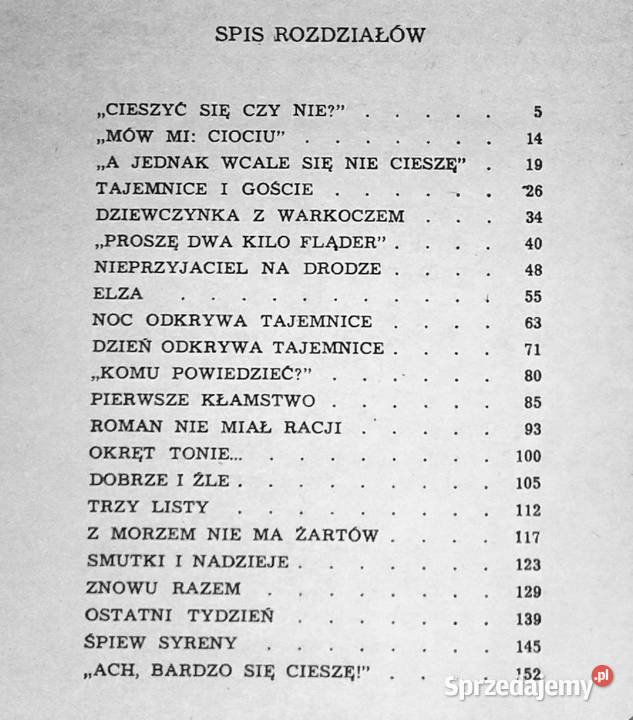 SPIS ROZDZIAŁÓW
„CIESZYĆ SIĘ CZY NIE?” . . . . . 5
„MÓW MI: CIOCIU” . . . . . . . 14
„A JEDNAK WCALE SIĘ NIE CIESZĘ” . 19
TAJEMNICE I GOŚCIE . . . . . . 26
DZIEWCZYNKA Z WARKOCZEM . . . 34
„PROSZĘ DWA KILO FLĄDER” . . . . 40
NIEPRZYJACIEL NA DRODZE . . . . 48
ELZA . . . . . . . . . . . 55
NOC ODKRYWA TAJEMNICE . . . . 63
DZIEŃ ODKRYWA TAJEMNICE . . . . 71
„KOMU POWIEDZIEĆ?” . . . . . . 80
PIERWSZE KŁAMSTWO . . . . . . 85
ROMAN NIE MIAŁ RACJI . . . . . 93
OKRĘT TONIE... . . . . . . . . 100
DOBRZE I ŹLE . . . . . . . . . 105
TRZY LISTY . . . . . . . . . 112
Z MORZEM NIE MA ŻARTÓW . . . . 117
SMUTKI I NADZIEJE . . . . . . . 123
ZNOWU RAZEM . . . . . . . . 129
OSTATNI TYDZIEŃ . . . . . . . 139
ŚPIEW SYRENY . . . . . . . . 145
„ACH, BARDZO SIĘ CIESZĘ!” . . . . 152
Sprzedajemy.pl